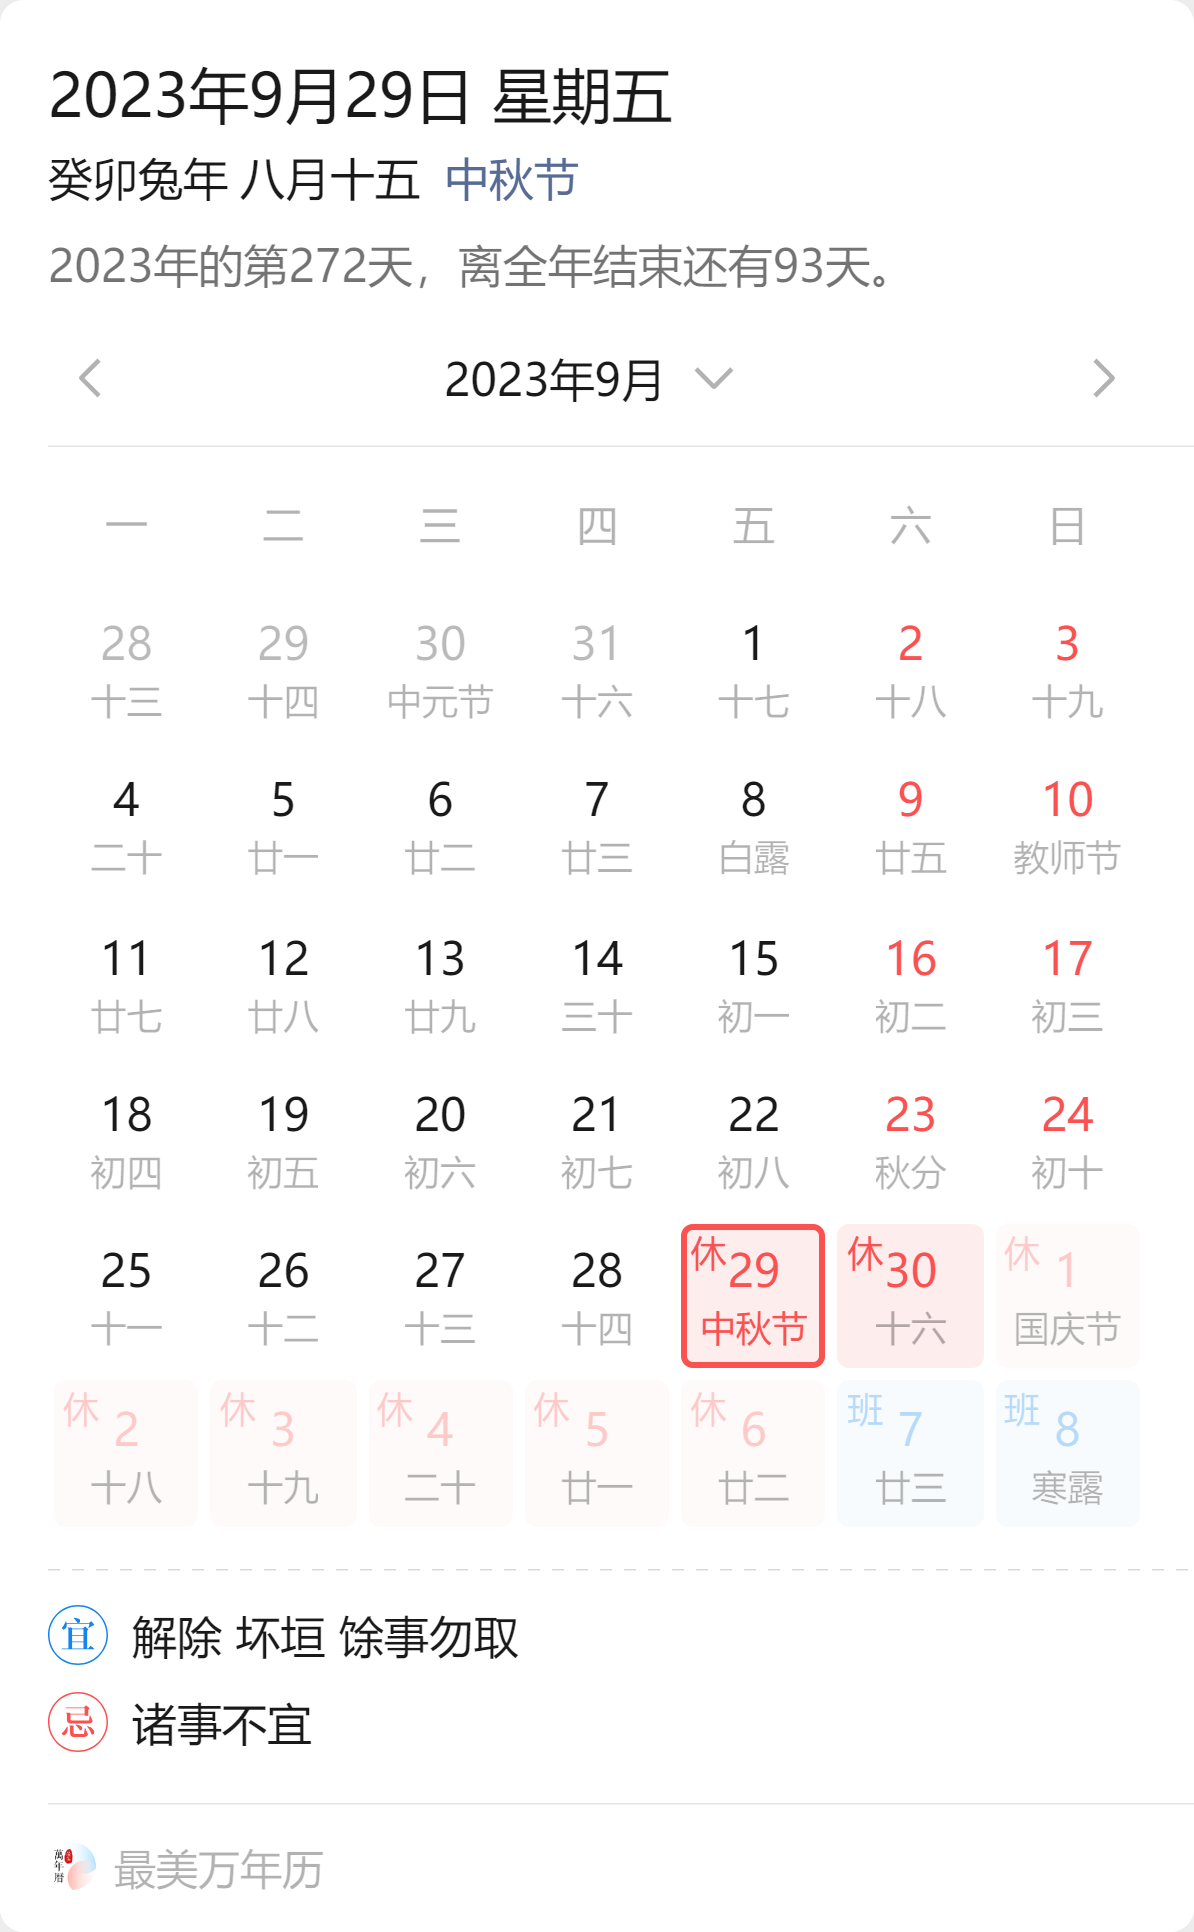 2023年9月29日 星期五
癸卯兔年 八月十五 中秋节
2023年的第272天，离全年结束还有93天。
2023年9月
一 二 三 四 五 六 日
28 29 30 31 1 2 3
十三 十四 中元节 十六 十七 十八 十九
4 5 6 7 8 9 10
二十 廿一 廿二 廿三 白露 廿五 教师节
11 12 13 14 15 16 17
廿七 廿八 廿九 三十 初一 初二 初三
18 19 20 21 22 23 24
初四 初五 初六 初七 初八 秋分 初十
25 26 27 28 休29 休30 休1
十一 十二 十三 十四 中秋节 十六 国庆节
休2 休3 休4 休5 休6 班7 班8
十八 十九 二十 廿一 廿二 廿三 寒露
宜 解除 坏垣 馀事勿取
忌 诸事不宜
萬年曆 最美万年历